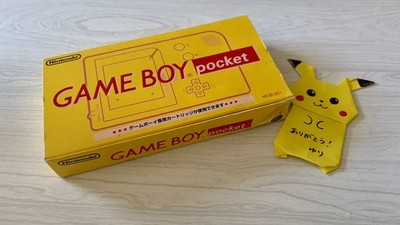 Nintendo
GAME BOY pocket
MGB-001
★★★ ゲームボーイ専用カートリッジが使用できます ★★★
Nintendo
GAME BOY pocket
ありがとう!
ゆり